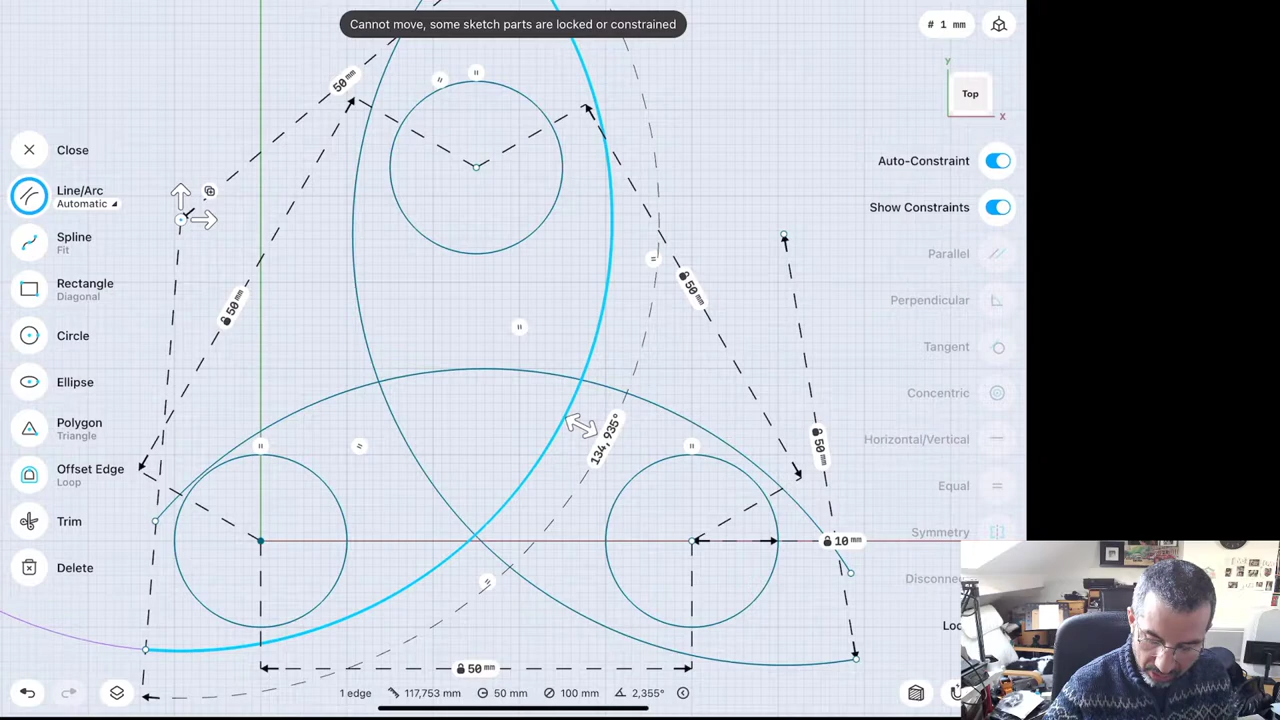 Cannot move, some sketch parts are locked or constrained
# 1 mm
Y
Top
X
Close
Line/Arc
Automatic
Spline
Fit
Rectangle
Diagonal
Circle
Ellipse
Polygon
Triangle
Offset Edge
Loop
Trim
Delete
Auto-Constraint
Show Constraints
Parallel
Perpendicular
Tangent
Concentric
Horizontal/Vertical
Equal
Symmetry
50 mm
50 mm
50 mm
50 mm
134,935°
10 mm
50 mm
1 edge
117,753 mm
50 mm
100 mm
2,355°